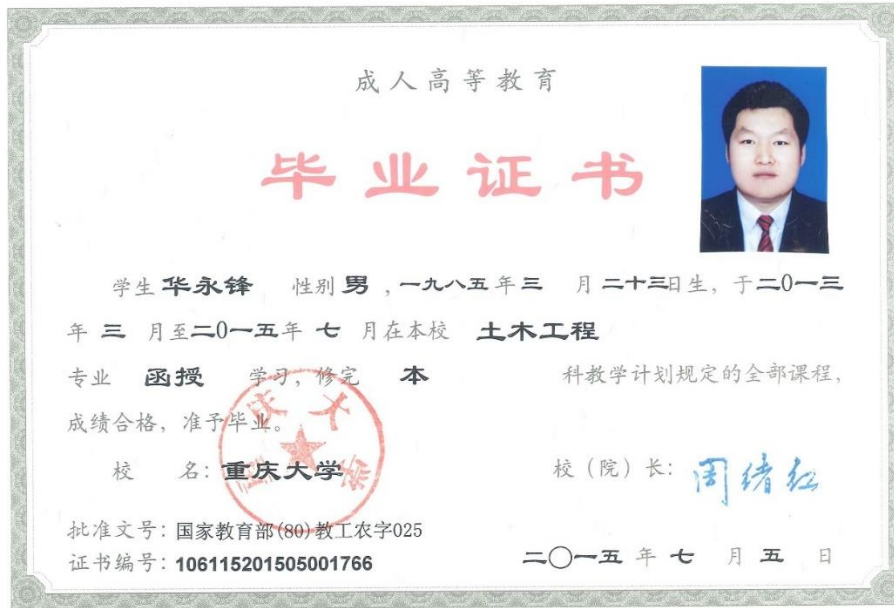 成人高等教育
毕业证书
学生 华永锋 性别 男 ，一九八五年三 月二十三日生，于二0一三
年 三 月至二0一五年 七 月在本校 土木工程
专业 函授 学习，修完 本 科教学计划规定的全部课程，
成绩合格，准予毕业。
校 名：重庆大学 校（院）长：周绪红
批准文号：国家教育部(80)教工农字025
证书编号：106115201505001766 二〇一五 年 七 月 五 日
重庆大学